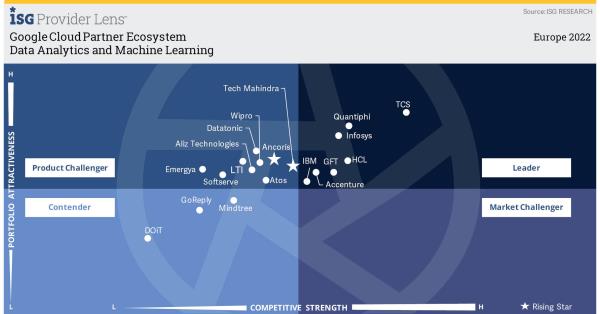 ISG Provider Lens™
Source: ISG RESEARCH
Google Cloud Partner Ecosystem
Data Analytics and Machine Learning
Europe 2022
H
PORTFOLIO ATTRACTIVENESS
L
Tech Mahindra
TCS
Wipro
Quantiphi
Datatonic
Infosys
Allz Technologies
Ancoris
Product Challenger
Emergya
LTI
IBM
GFT
HCL
Leader
Softserve
Atos
Accenture
Contender
GoReply
Mindtree
Market Challenger
DOiT
L
COMPETITIVE STRENGTH
H
★ Rising Star